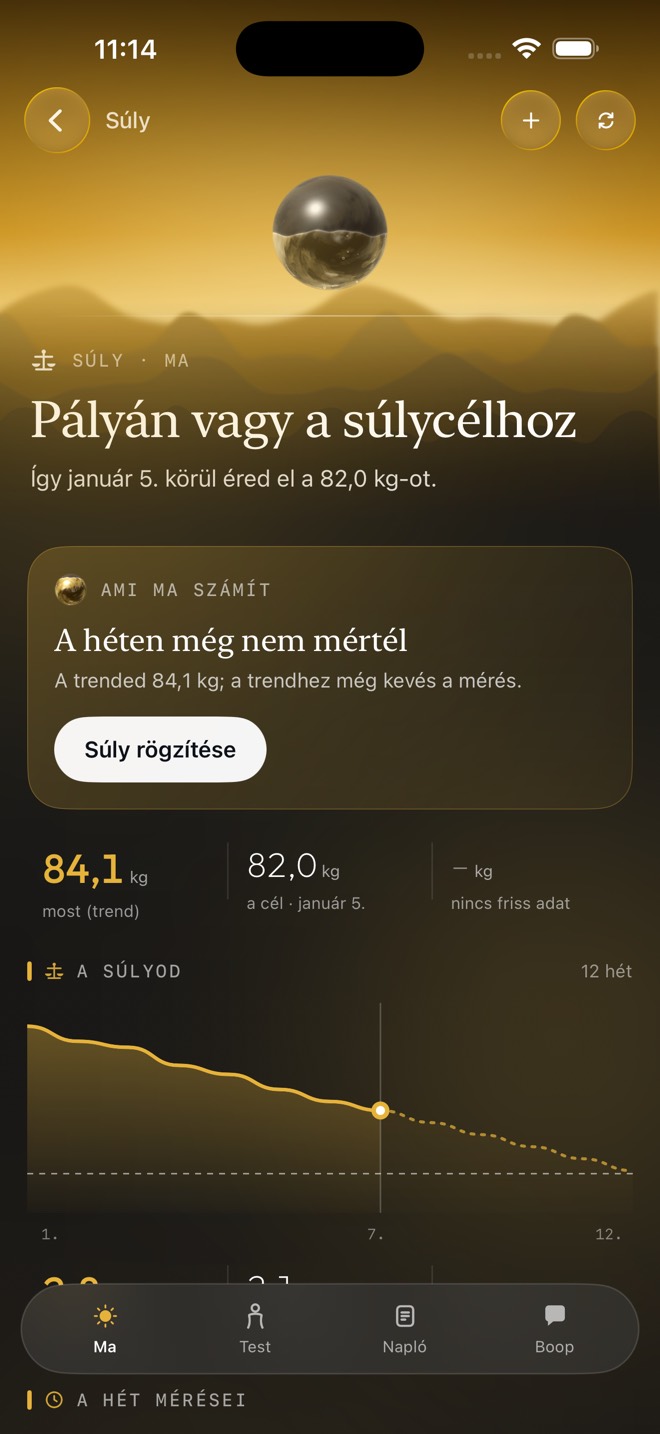 11:14
Súly
SÚLY · MA
Pályán vagy a súlycélhoz
Így január 5. körül éred el a 82,0 kg-ot.
AMI MA SZÁMÍT
A héten még nem mértél
A trended 84,1 kg; a trendhez még kevés a mérés.
Súly rögzítése
84,1 kg
most (trend)
82,0 kg
a cél · január 5.
– kg
nincs friss adat
A SÚLYOD
12 hét
1.
7.
12.
Ma
Test
Napló
Boop
A HÉT MÉRÉSEI